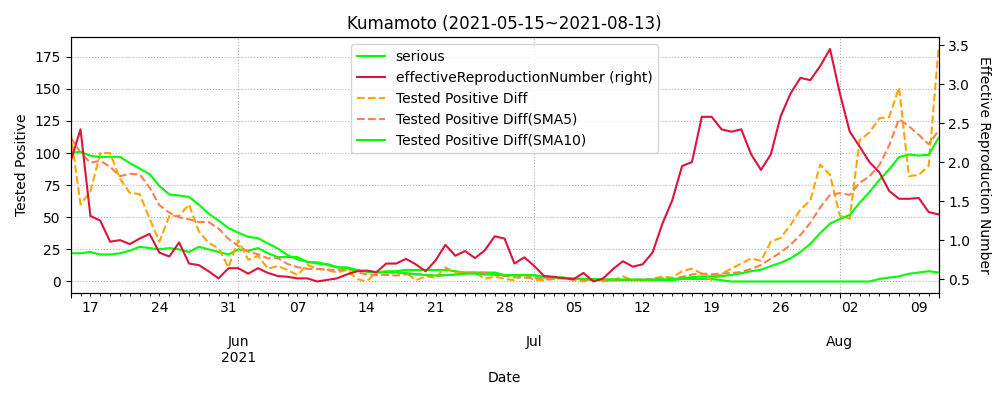 Kumamoto (2021-05-15~2021-08-13)
serious
effectiveReproductionNumber (right)
Tested Positive Diff
Tested Positive Diff(SMA5)
Tested Positive Diff(SMA10)
Tested Positive
175
150
125
100
75
50
25
0
3.5
3.0
2.5
2.0
1.5
1.0
0.5
Effective Reproduction Number
17 24 31 07 14 21 28 05 12 19 26 02 09
Jun Jul Aug
2021
Date